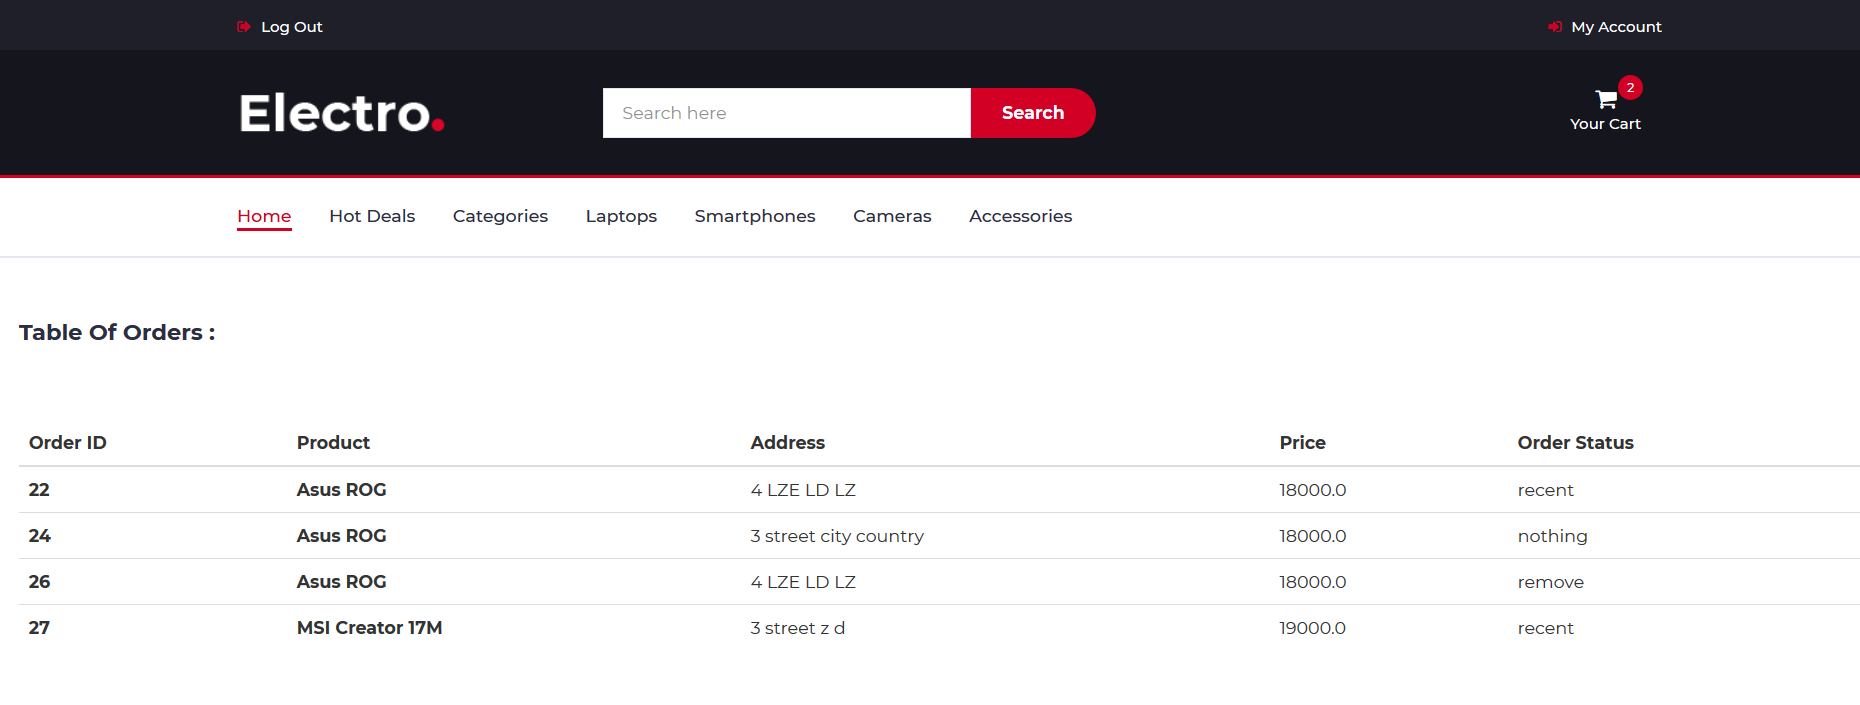 Log Out My Account
Electro. Search here Search 2
Your Cart
Home Hot Deals Categories Laptops Smartphones Cameras Accessories
Table Of Orders :
Order ID Product Address Price Order Status
22 Asus ROG 4 LZE LD LZ 18000.0 recent
24 Asus ROG 3 street city country 18000.0 nothing
26 Asus ROG 4 LZE LD LZ 18000.0 remove
27 MSI Creator 17M 3 street z d 19000.0 recent